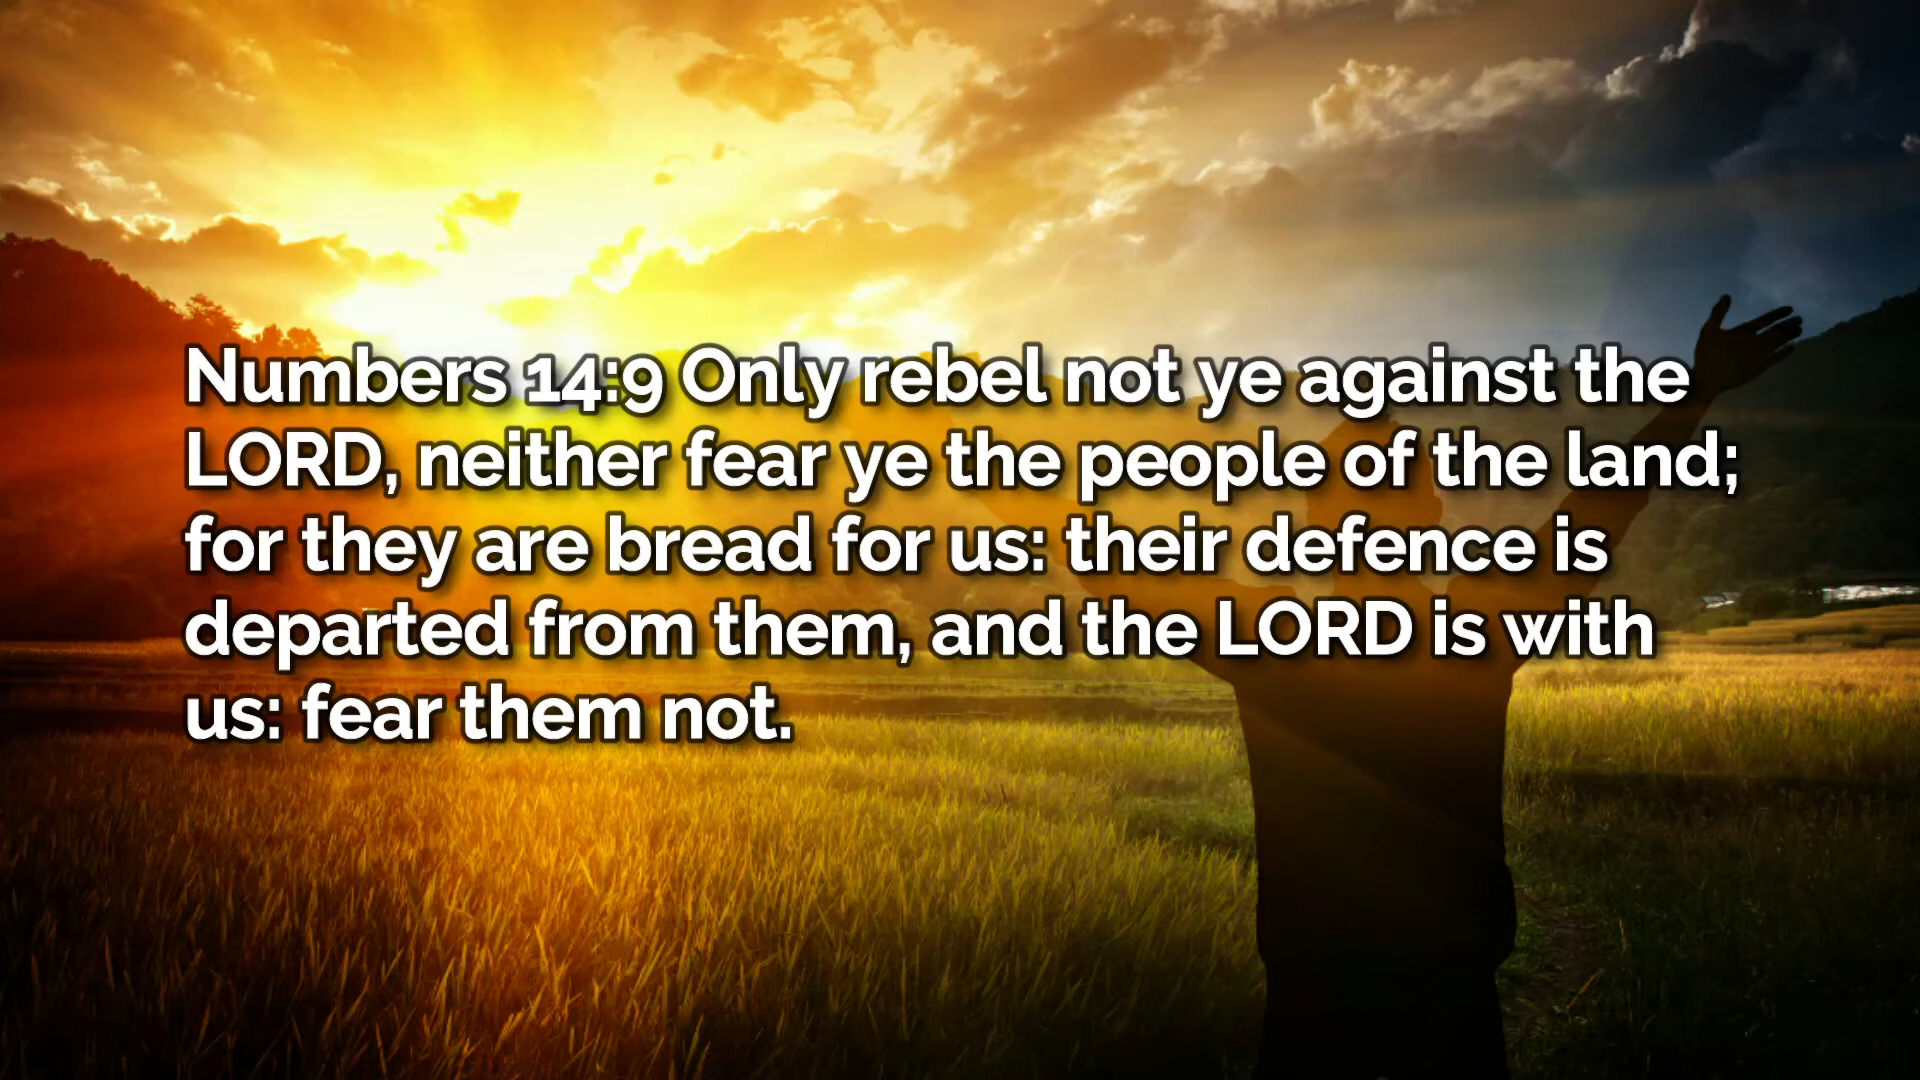 Numbers 14:9 Only rebel not ye against the
LORD, neither fear ye the people of the land;
for they are bread for us: their defence is
departed from them, and the LORD is with
us: fear them not.